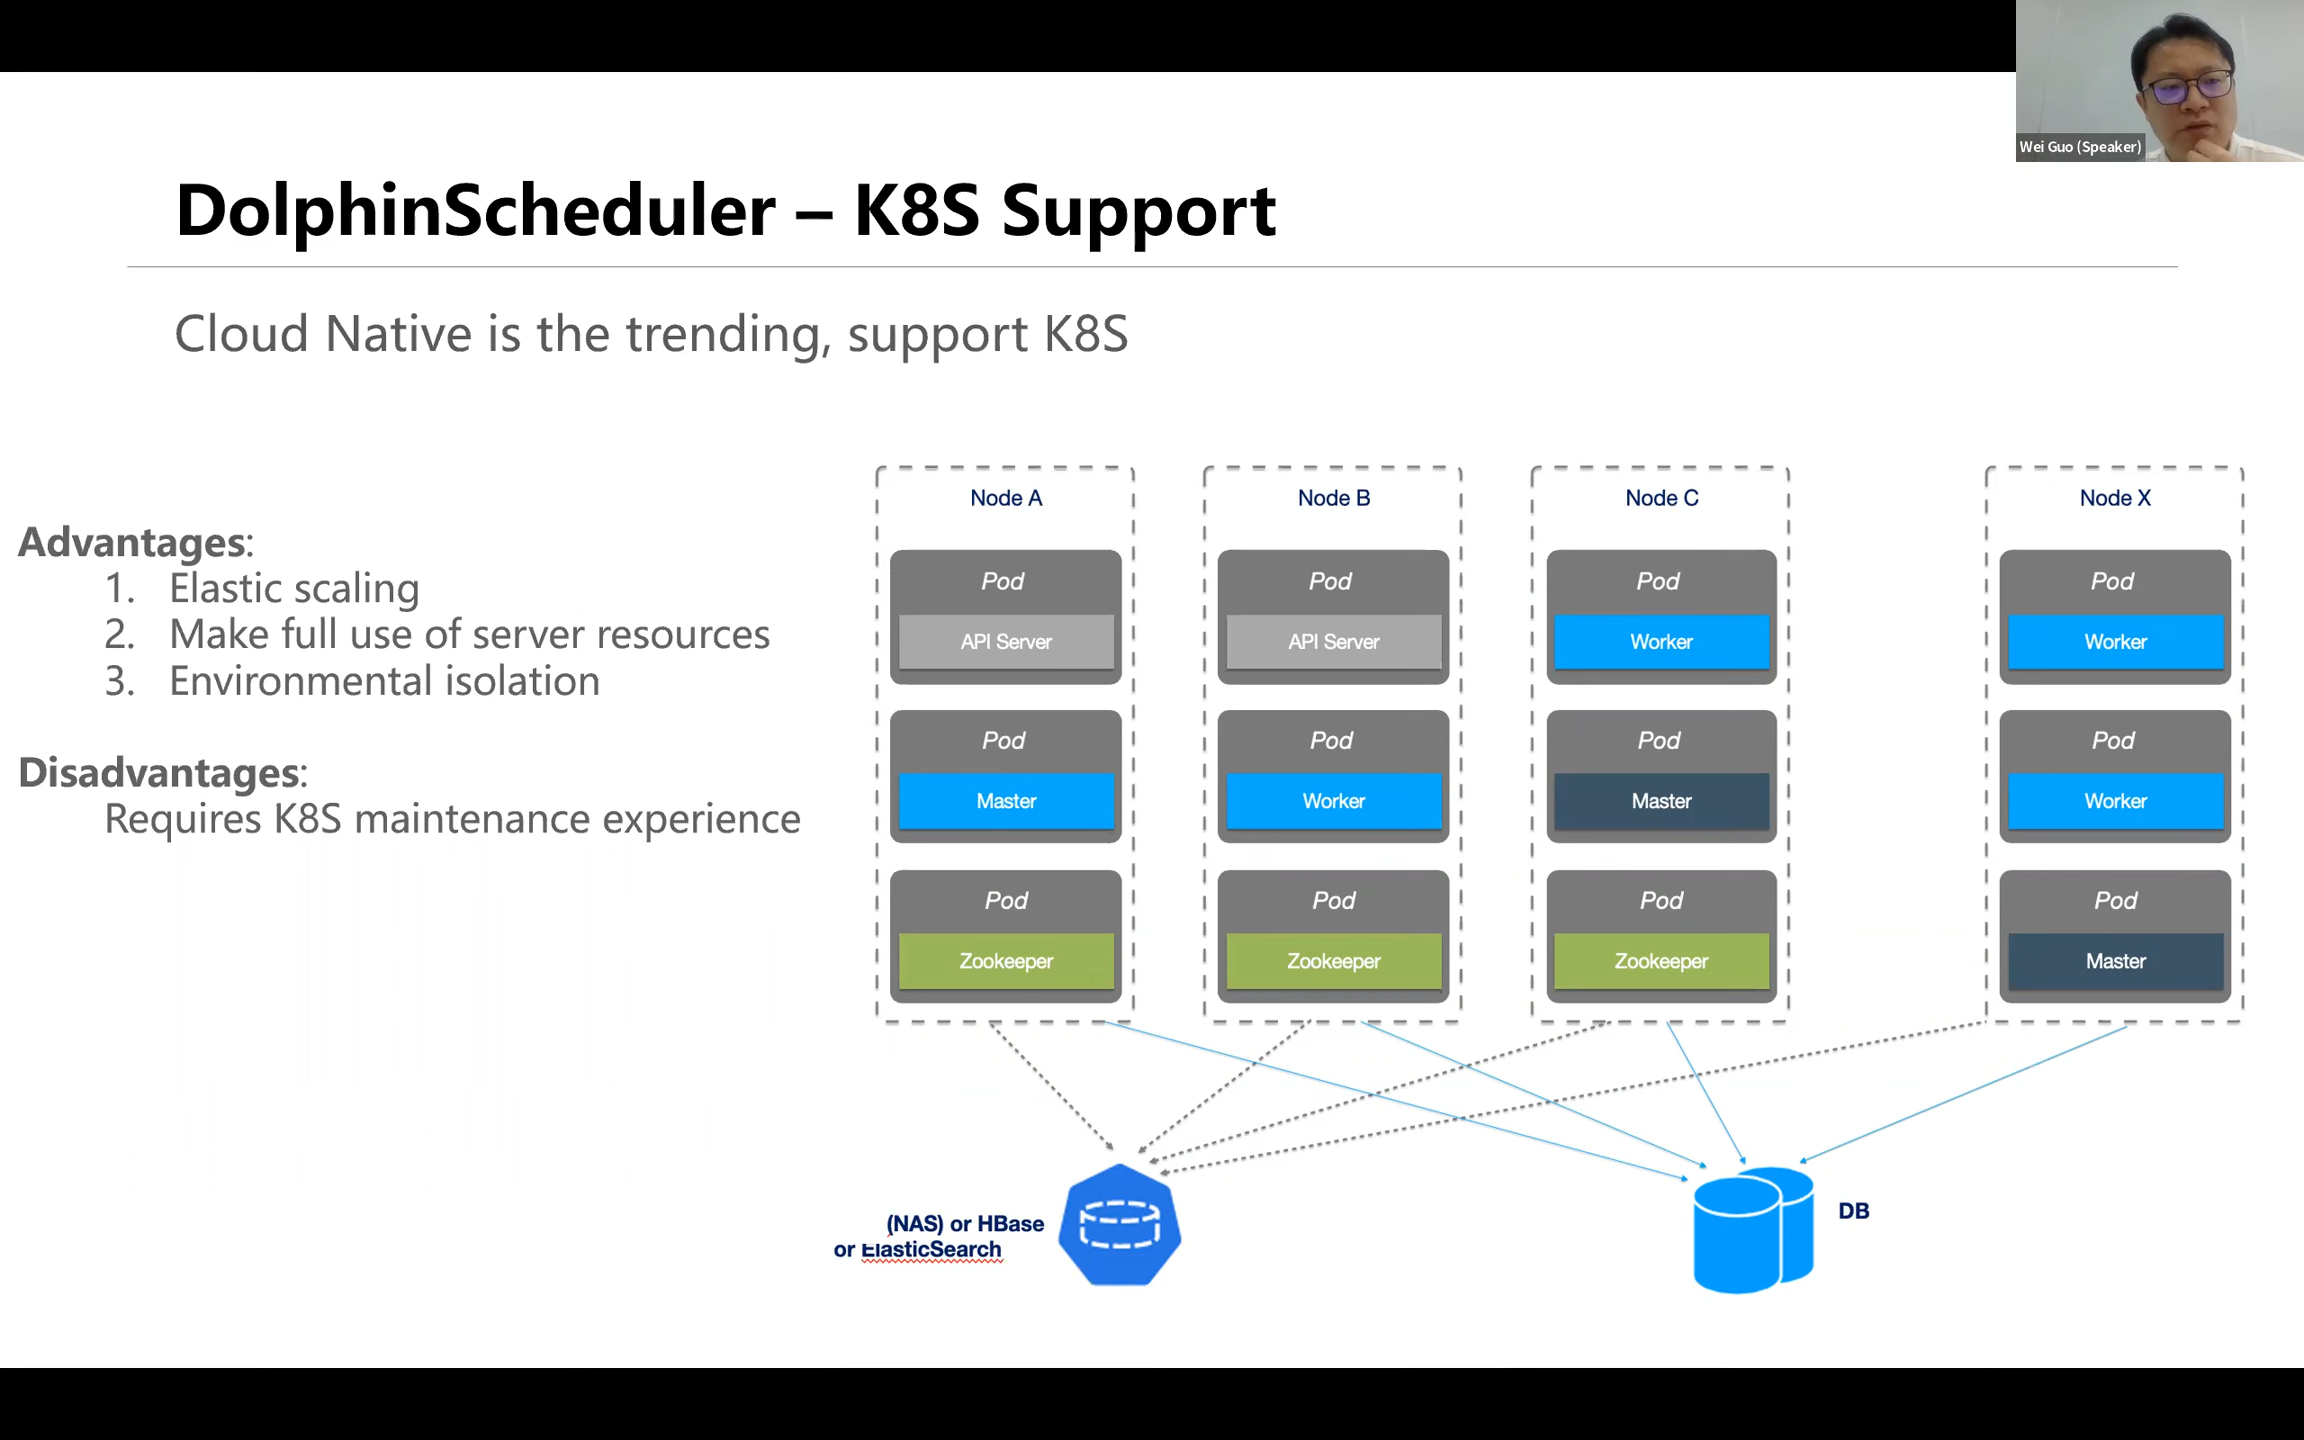 Wei Guo (Speaker)
DolphinScheduler – K8S Support
Cloud Native is the trending, support K8S
Advantages:
1. Elastic scaling
2. Make full use of server resources
3. Environmental isolation
Disadvantages:
Requires K8S maintenance experience
Node A
Pod
API Server
Pod
Master
Pod
Zookeeper
Node B
Pod
API Server
Pod
Worker
Pod
Zookeeper
Node C
Pod
Worker
Pod
Master
Pod
Zookeeper
Node X
Pod
Worker
Pod
Worker
Pod
Master
(NAS) or HBase
or ElasticSearch
DB